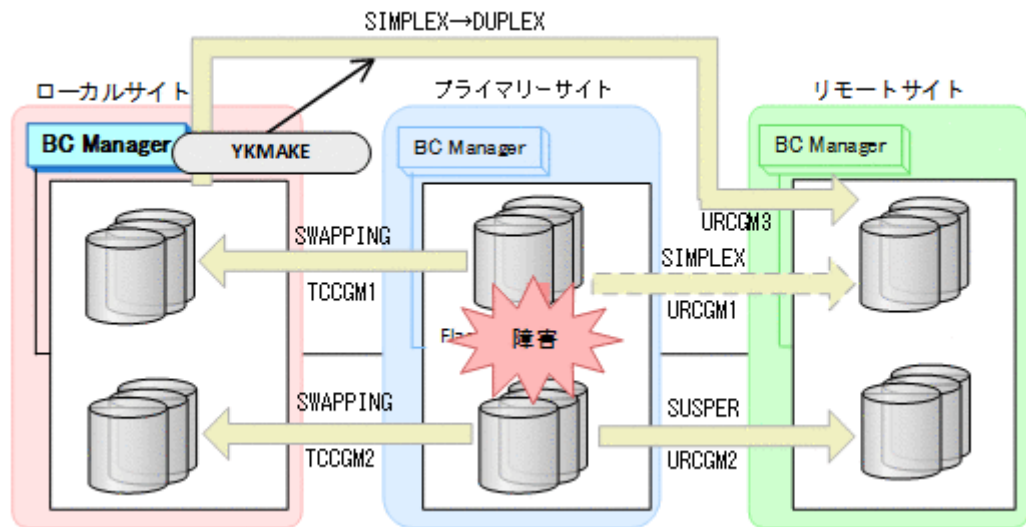 SIMPLEX→DUPLEX
ローカルサイト
プライマリーサイト
リモートサイト
BC Manager
YKMAKE
BC Manager
BC Manager
SWAPPING
TCCGM1
URCGM3
SIMPLEX
URCGM1
障害
SWAPPING
TCCGM2
SUSPER
URCGM2